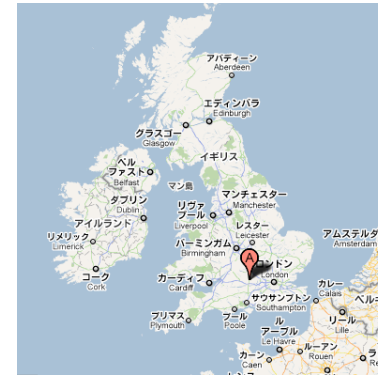 アバディーン
Aberdeen
エディンバラ
Edinburgh
グラスゴー
Glasgow
イギリス
ベル
ファスト
Belfast
マン島
ダブリン
Dublin
アイルランド
リヴァ
プール
Liverpool
マンチェスター
Manchester
リメリック
Limerick
レスター
Leicester
バーミンガム
Birmingham
アムステルダ
Amsterdam
A
コーク
Cork
カーディフ
Cardiff
ロンドン
London
カレー
Calais
サウサンプトン
Southampton
ベルギ
プリマス
Plymouth
プール
Poole
リール
Lille
ル
アーブル
Le Havre
ルーアン
Rouen
カーン
Caen